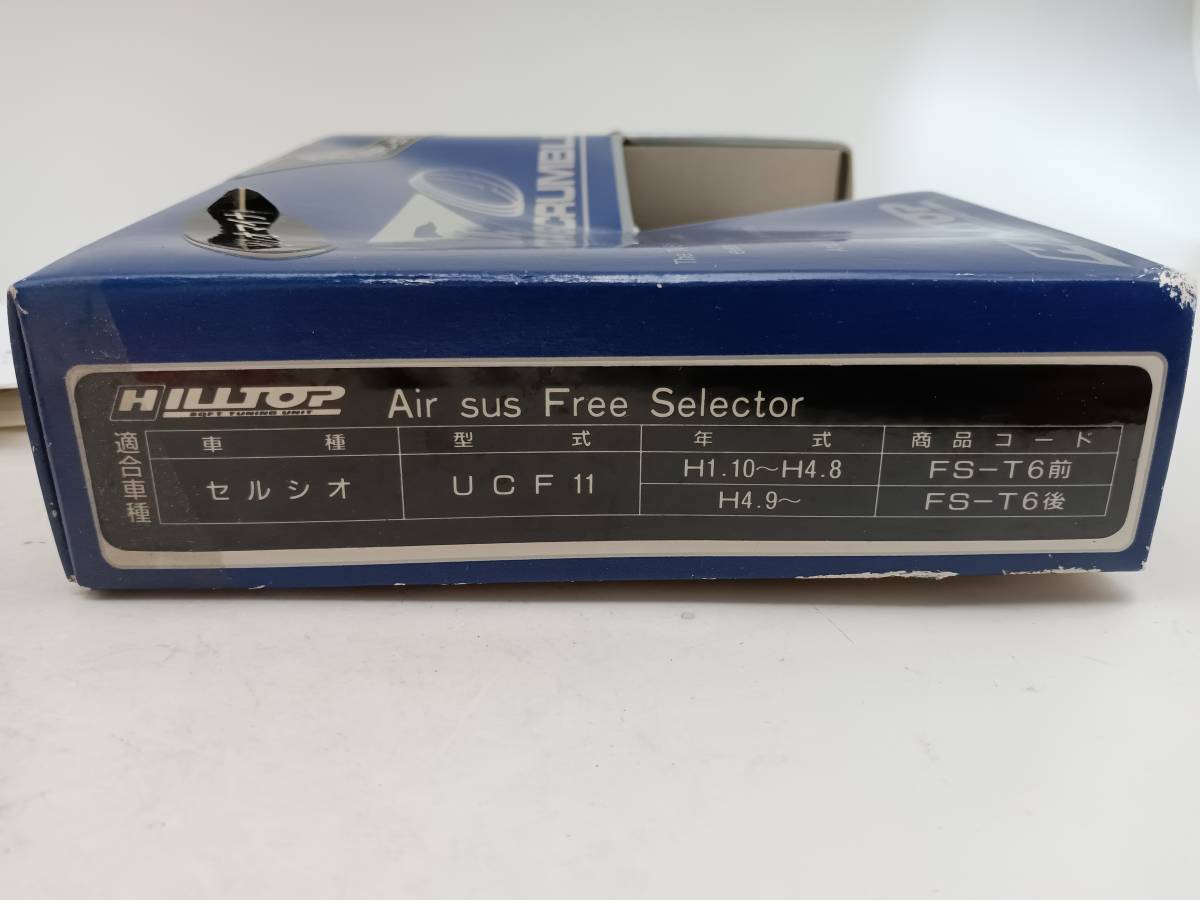 CRUMBL
The
HILLTOP Air sus Free Selector
SOFT TUNING UNIT
適合車種
車種 型式 年式 商品コード
セルシオ UCF11 H1.10～H4.8 FS-T6前
H4.9～ FS-T6後